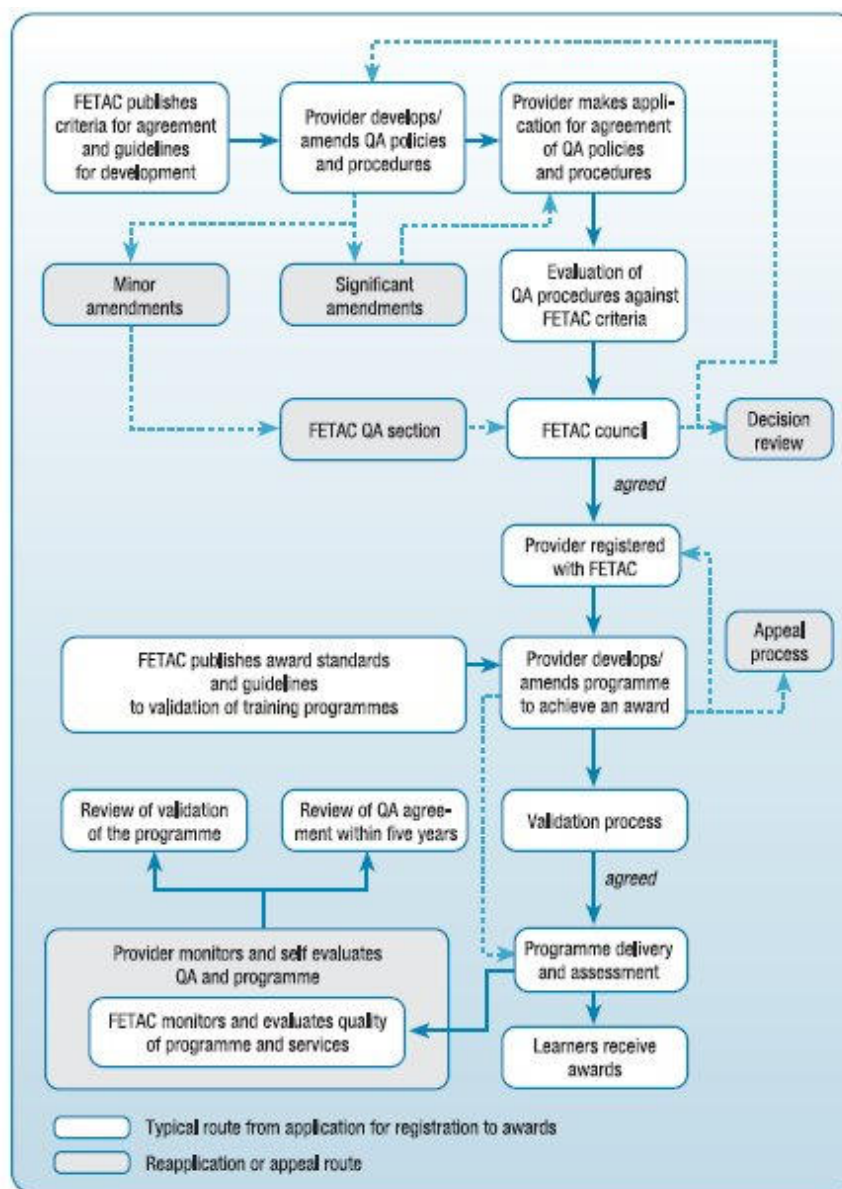 FETAC publishes
criteria for agreement
and guidelines
for development
Provider develops/
amends QA policies
and procedures
Provider makes appli-
cation for agreement
of QA policies
and procedures
Minor
amendments
Significant
amendments
Evaluation of
QA procedures against
FETAC criteria
FETAC QA section
FETAC council
Decision
review
agreed
Provider registered
with FETAC
FETAC publishes award standards
and guidelines
to validation of training programmes
Provider develops/
amends programme
to achieve an award
Appeal
process
Review of validation
of the programme
Review of QA agree-
ment within five years
Validation process
agreed
Provider monitors and self evaluates
QA and programme
FETAC monitors and evaluates quality
of programme and services
Programme delivery
and assessment
Learners receive
awards
Typical route from application for registration to awards
Reapplication or appeal route